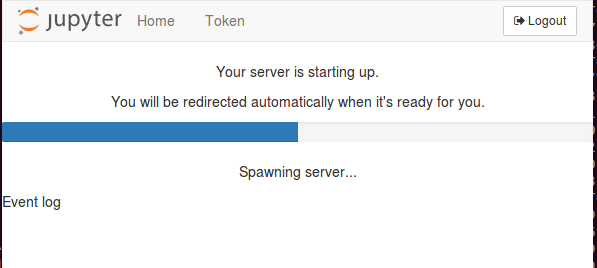 jupyter Home Token Logout
Your server is starting up.
You will be redirected automatically when it's ready for you.
Spawning server...
Event log